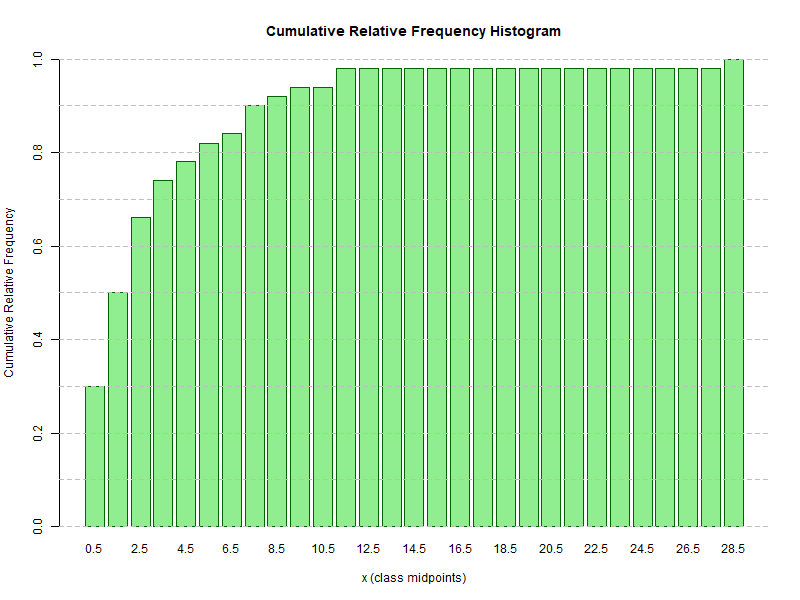 Cumulative Relative Frequency Histogram
Cumulative Relative Frequency
1.0
0.8
0.6
0.4
0.2
0.0
0.5 2.5 4.5 6.5 8.5 10.5 12.5 14.5 16.5 18.5 20.5 22.5 24.5 26.5 28.5
x (class midpoints)